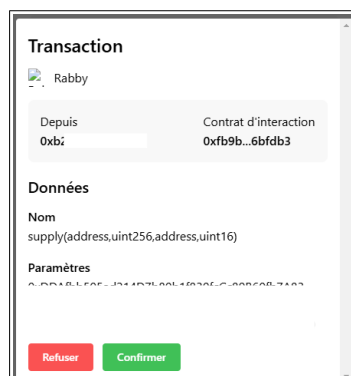 Transaction
Rabby
Depuis
Contrat d'interaction
0xb2
0xfb9b...6bfdb3
Données
Nom
supply(address,uint256,address,uint16)
Paramètres
Refuser
Confirmer